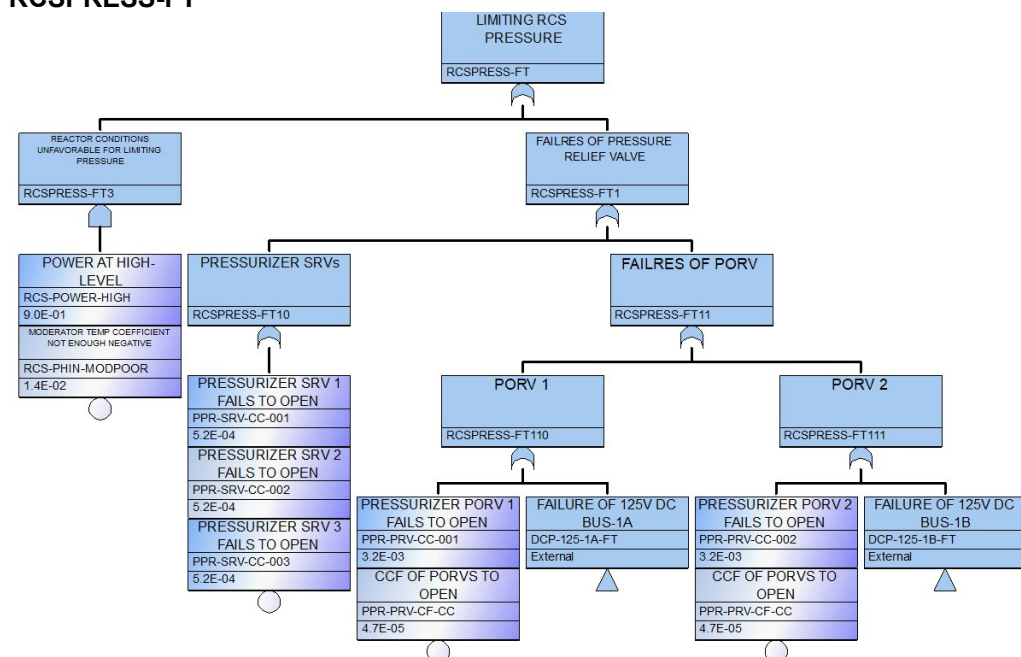 RCSPRESS-FT
LIMITING RCS
PRESSURE
RCSPRESS-FT
REACTOR CONDITIONS
UNFAVORABLE FOR LIMITING
PRESSURE
RCSPRESS-FT3
FAILRES OF PRESSURE
RELIEF VALVE
RCSPRESS-FT1
POWER AT HIGH-
LEVEL
RCS-POWER-HIGH
9.0E-01
MODERATOR TEMP COEFFICIENT
NOT ENOUGH NEGATIVE
RCS-PHIN-MODPOOR
1.4E-02
PRESSURIZER SRVs
RCSPRESS-FT10
FAILRES OF PORV
RCSPRESS-FT11
PRESSURIZER SRV 1
FAILS TO OPEN
PPR-SRV-CC-001
5.2E-04
PRESSURIZER SRV 2
FAILS TO OPEN
PPR-SRV-CC-002
5.2E-04
PRESSURIZER SRV 3
FAILS TO OPEN
PPR-SRV-CC-003
5.2E-04
PORV 1
RCSPRESS-FT110
PORV 2
RCSPRESS-FT111
PRESSURIZER PORV 1
FAILS TO OPEN
PPR-PRV-CC-001
3.2E-03
CCF OF PORVS TO
OPEN
PPR-PRV-CF-CC
4.7E-05
FAILURE OF 125V DC
BUS-1A
DCP-125-1A-FT
External
PRESSURIZER PORV 2
FAILS TO OPEN
PPR-PRV-CC-002
3.2E-03
CCF OF PORVS TO
OPEN
PPR-PRV-CF-CC
4.7E-05
FAILURE OF 125V DC
BUS-1B
DCP-125-1B-FT
External